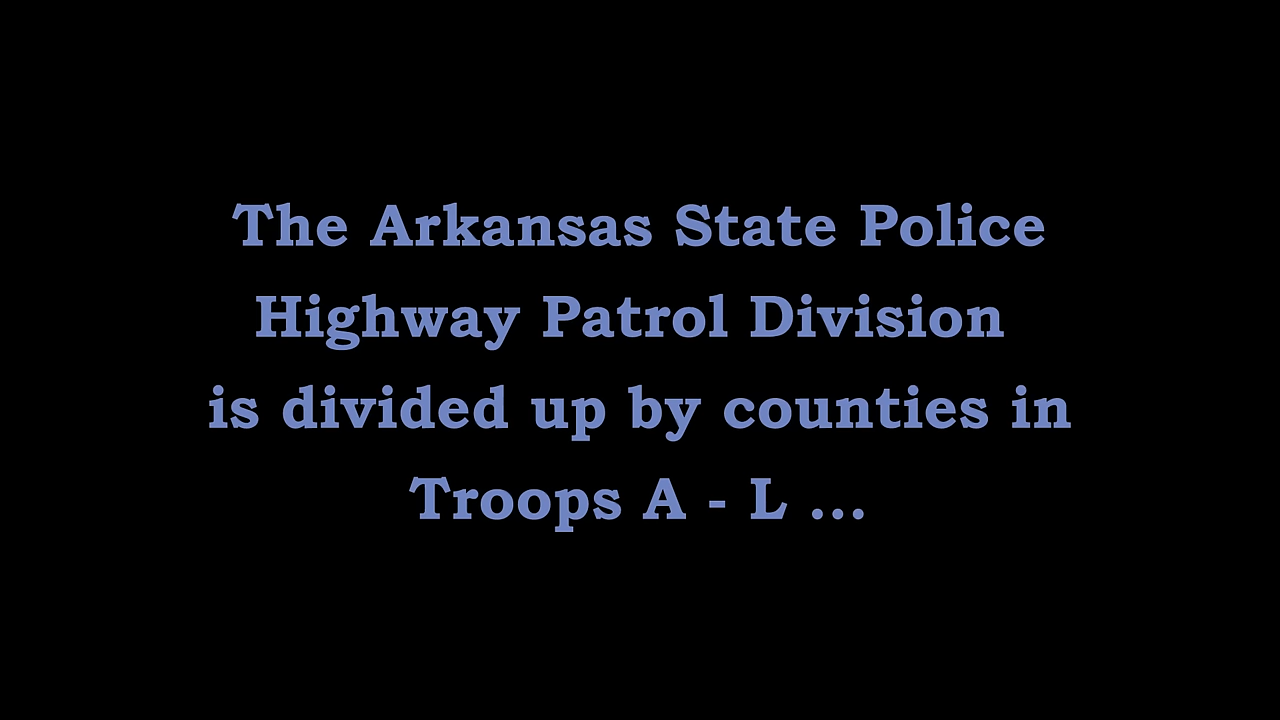 The Arkansas State Police
Highway Patrol Division
is divided up by counties in
Troops A - L ...